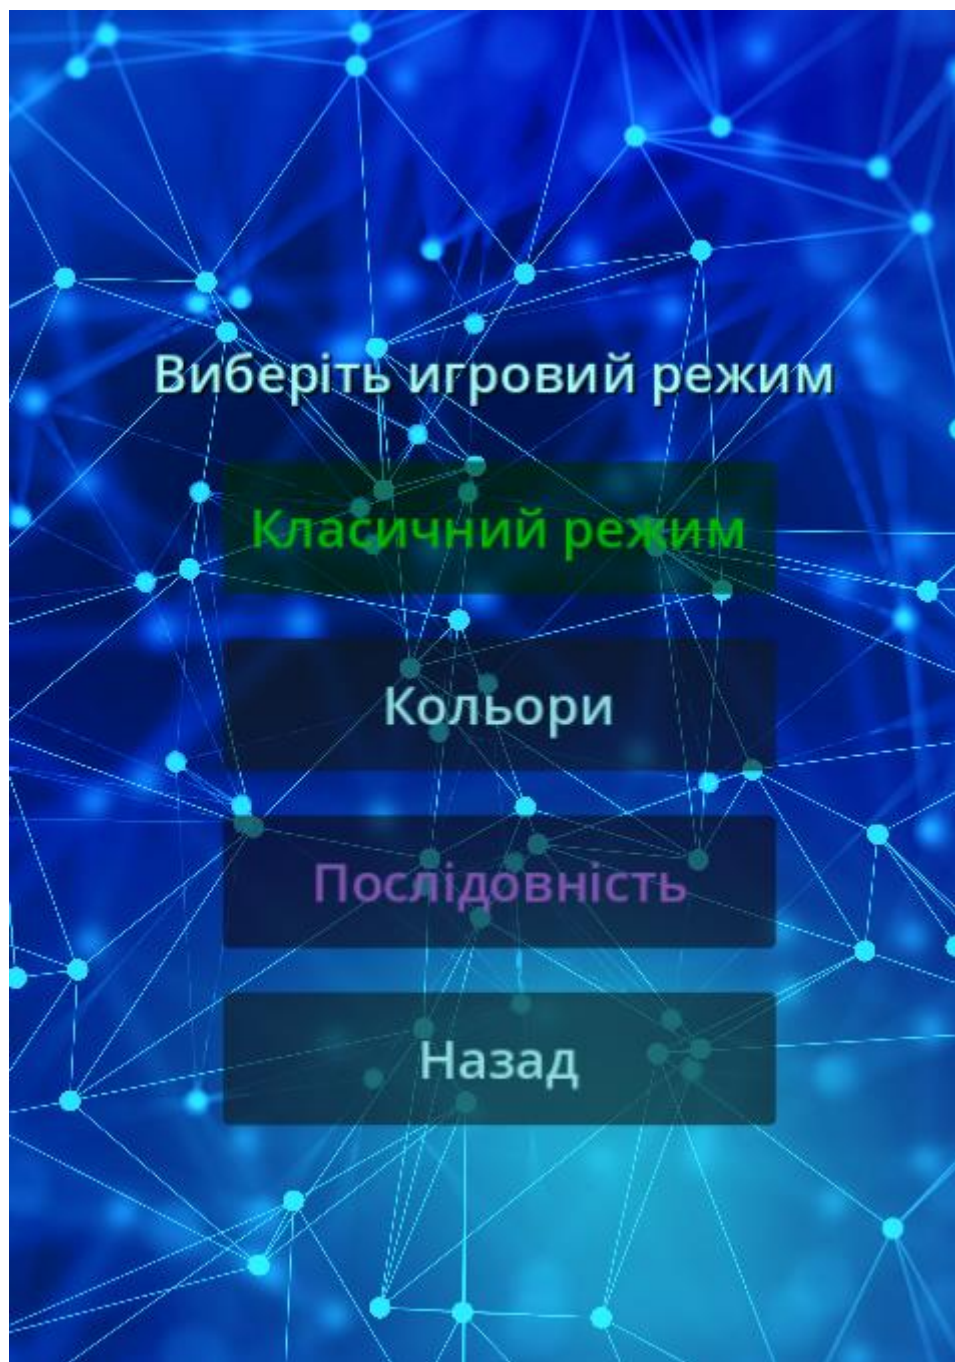 Виберіть игровий режим
Класичний режим
Кольори
Послідовність
Назад